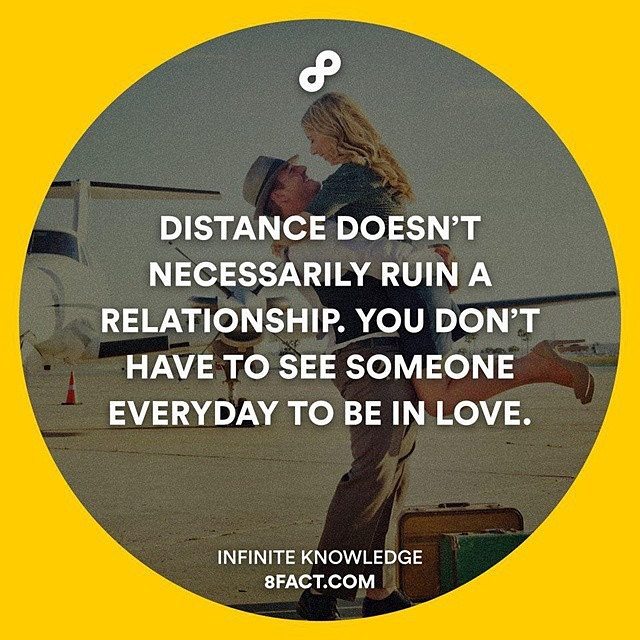 DISTANCE DOESN'T
NECESSARILY RUIN A
RELATIONSHIP. YOU DON'T
HAVE TO SEE SOMEONE
EVERYDAY TO BE IN LOVE.
INFINITE KNOWLEDGE
8FACT.COM